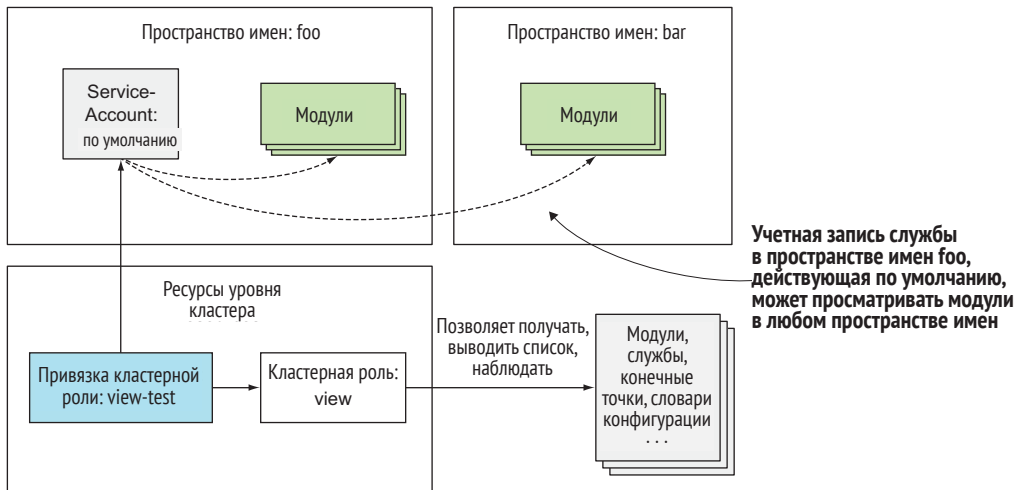 Пространство имен: foo
Пространство имен: bar
Service-
Account:
по умолчанию
Модули
Модули
Учетная запись службы
в пространстве имен foo,
действующая по умолчанию,
может просматривать модули
в любом пространстве имен
Ресурсы уровня
кластера
Привязка кластерной
роли: view-test
Кластерная роль:
view
Позволяет получать,
выводить список,
наблюдать
Модули,
службы,
конечные
точки, словари
конфигурации
. . .